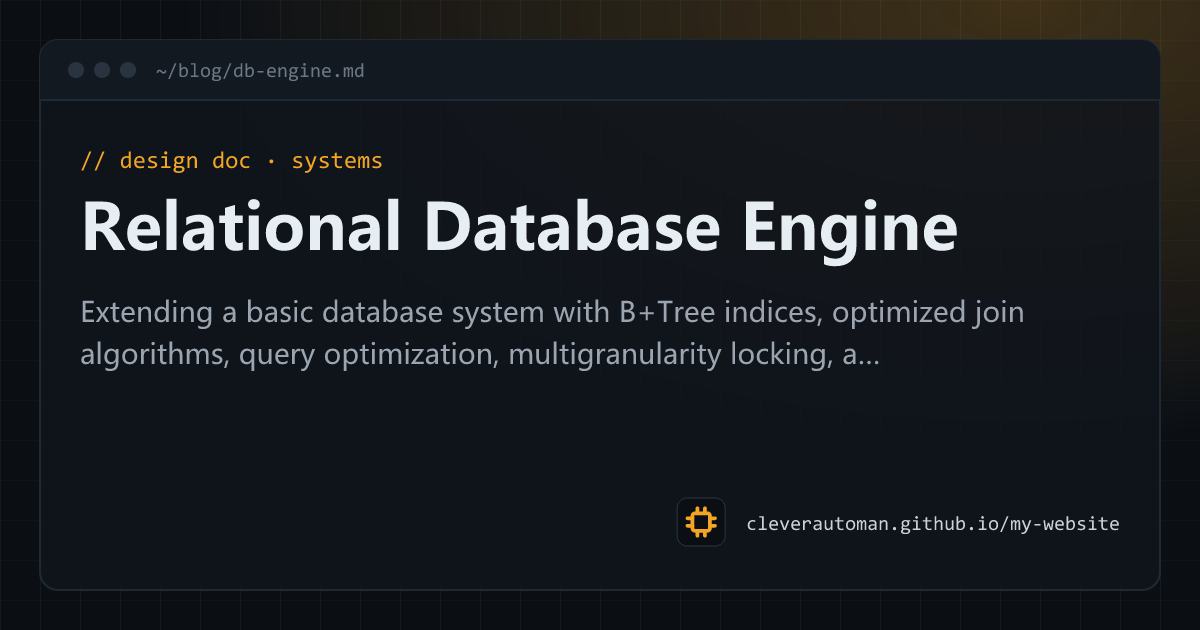 ~/blog/db-engine.md
// design doc · systems
Relational Database Engine
Extending a basic database system with B+Tree indices, optimized join
algorithms, query optimization, multigranularity locking, a...
cleverautoman.github.io/my-website